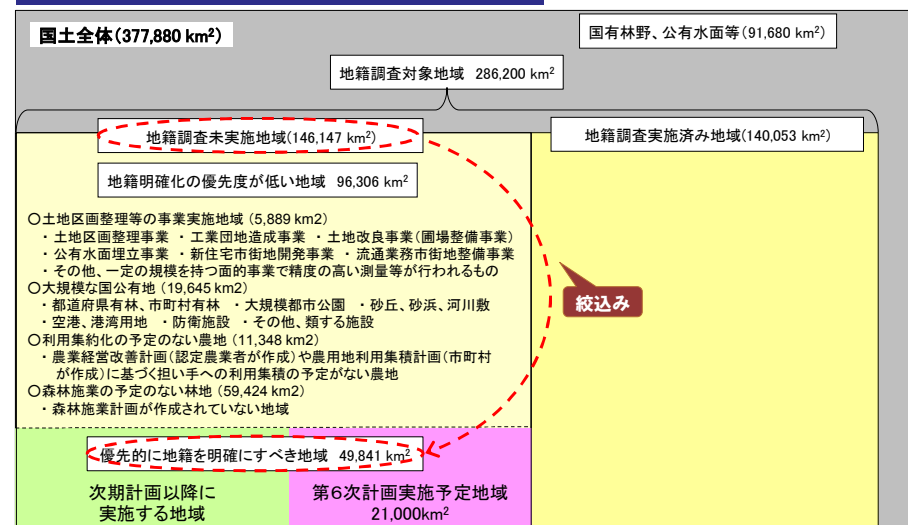 国土全体(377,880 km²)
国有林野、公有水面等(91,680 km²)
地籍調査対象地域 286,200 km²
地籍調査未実施地域(146,147 km²)
地籍調査実施済み地域(140,053 km²)
地籍明確化の優先度が低い地域 96,306 km²
○土地区画整理等の事業実施地域 (5,889 km2)
・土地区画整理事業 ・工業団地造成事業 ・土地改良事業(圃場整備事業)
・公有水面埋立事業 ・新住宅市街地開発事業 ・流通業務市街地整備事業
・その他、一定の規模を持つ面的事業で精度の高い測量等が行われるもの
○大規模な国公有地 (19,645 km2)
・都道府県有林、市町村有林 ・大規模都市公園 ・砂丘、砂浜、河川敷
・空港、港湾用地 ・防衛施設 ・その他、類する施設
○利用集約化の予定のない農地 (11,348 km2)
・農業経営改善計画(認定農業者が作成)や農用地利用集積計画(市町村
が作成)に基づく担い手への利用集積の予定がない農地
○森林施業の予定のない林地 (59,424 km2)
・森林施業計画が作成されていない地域
絞込み
優先的に地籍を明確にすべき地域 49,841 km²
次期計画以降に
実施する地域
第6次計画実施予定地域
21,000km²